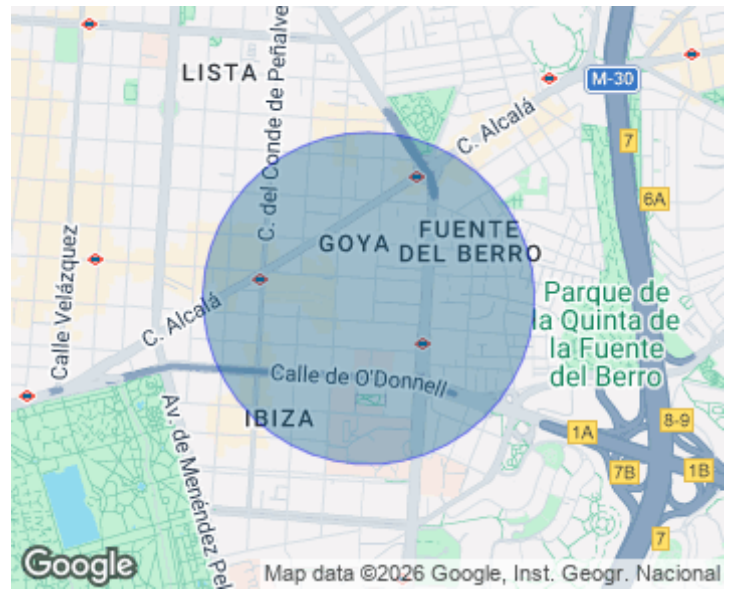 LISTA
C. del Conde de Peñalve
M-30
C. Alcalá
7
6A
Calle Velázquez
GOYA
FUENTE
DEL BERRO
Parque de
la Quinta de
la Fuente
del Berro
C. Alcalá
Calle de O'Donnell
IBIZA
Av. de Menéndez Pel
1A
8-9
7B
1B
7
Google
Map data ©2026 Google, Inst. Geogr. Nacional